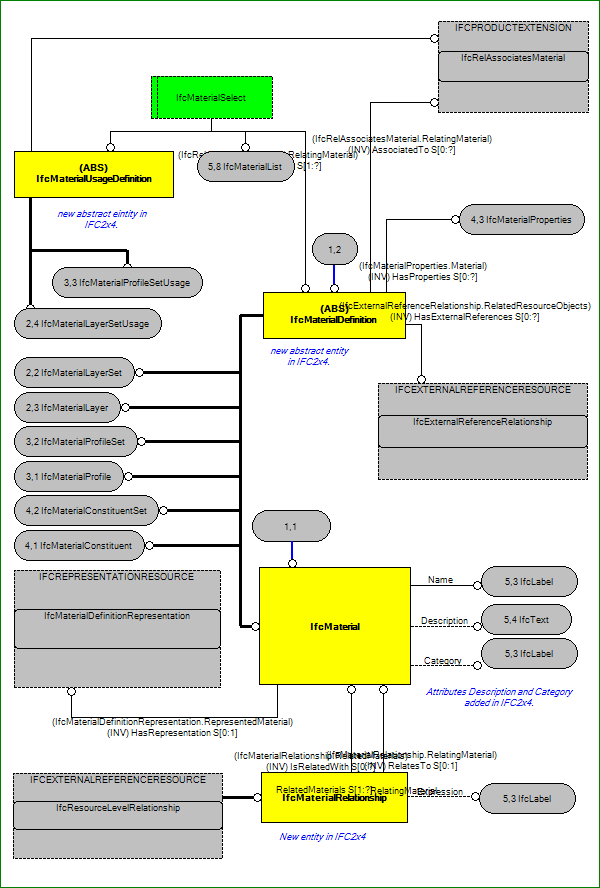 IFCPRODUCTEXTENSION
IfcRelAssociatesMaterial
IfcMaterialSelect
(IfcRelAssociatesMaterial.RelatingMaterial)
(INV) AssociatedTo S[0:?]
RelatingMaterial)
S[1:?]
5,8 IfcMaterialList
(ABS)
IfcMaterialUsageDefinition
new abstract eintity in
IFC2x4.
4,3 IfcMaterialProperties
1,2
(IfcMaterialProperties.Material)
(INV) HasProperties S[0:?]
3,3 IfcMaterialProfileSetUsage
2,4 IfcMaterialLayerSetUsage
(ABS)
IfcMaterialDefinition
(IfcExternalReferenceRelationship.RelatedResourceObjects)
(INV) HasExternalReferences S[0:?]
new abstract entity
in IFC2x4.
2,2 IfcMaterialLayerSet
2,3 IfcMaterialLayer
3,2 IfcMaterialProfileSet
3,1 IfcMaterialProfile
4,2 IfcMaterialConstituentSet
4,1 IfcMaterialConstituent
IFCEXTERNALREFERENCERESOURCE
IfcExternalReferenceRelationship
1,1
IFCREPRESENTATIONRESOURCE
IfcMaterialDefinitionRepresentation
IfcMaterial
Name
5,3 IfcLabel
Description
5,4 IfcText
Category
5,3 IfcLabel
Attributes Description and Category
added in IFC2x4.
(IfcMaterialDefinitionRepresentation.RepresentedMaterial)
(INV) HasRepresentation S[0:1]
(IfcMaterialRelationship.RelatedMaterials)
(INV) IsRelatedWith S[0:?]
(IfcMaterialRelationship.RelatingMaterial)
(INV) RelatesTo S[0:1]
IFCEXTERNALREFERENCERESOURCE
IfcResourceLevelRelationship
RelatedMaterials S[1:?]
RelatingMaterial
IfcMaterialRelationship
Expression
5,3 IfcLabel
New entity in IFC2x4